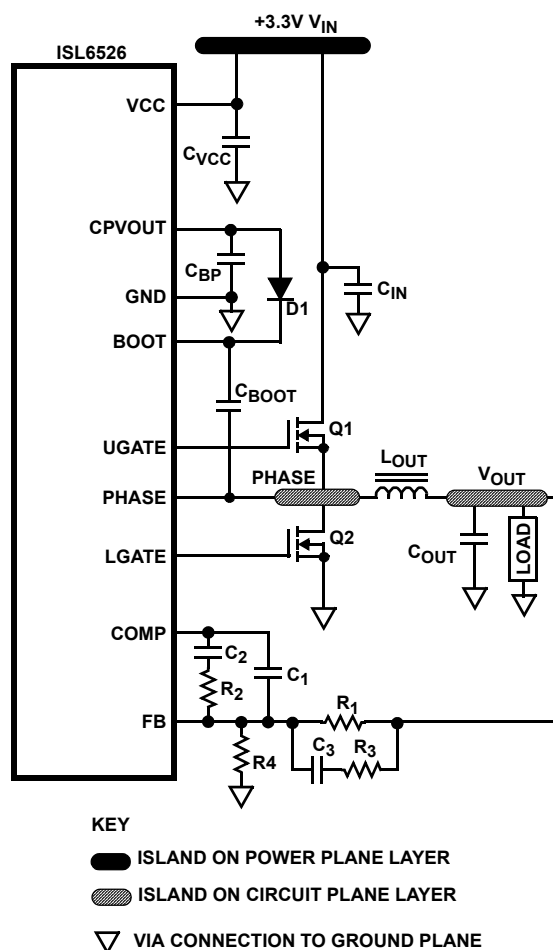 +3.3V VIN
ISL6526
VCC
CVCC
CPVOUT
CBP
D1
CIN
GND
BOOT
CBOOT
UGATE
Q1
PHASE
PHASE
LOUT
VOUT
LGATE
Q2
COUT
LOAD
COMP
C2
C1
R2
FB
R1
R4
C3
R3
KEY
ISLAND ON POWER PLANE LAYER
ISLAND ON CIRCUIT PLANE LAYER
VIA CONNECTION TO GROUND PLANE